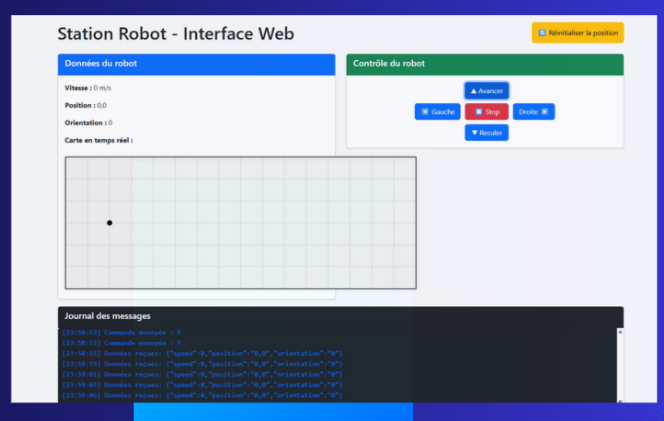 Station Robot - Interface Web
Réinitialiser la position
Données du robot
Vitesse : 0 m/s
Position : 0,0
Orientation : 0
Carte en temps réel :
Contrôle du robot
▲ Avancer
Gauche
Stop
Droite
▼ Reculer
Journal des messages
[23:58:53] Commande envoyée :
[23:58:53] Commande envoyée :
[23:58:55] Données reçues: {"speed":0,"position":"0,0","orientation":"0"}
[23:58:59] Données reçues: {"speed":0,"position":"0,0","orientation":"0"}
[23:59:01] Données reçues: {"speed":0,"position":"0,0","orientation":"0"}
[23:59:03] Données reçues: {"speed":0,"position":"0,0","orientation":"0"}
[23:59:06] Données reçues: {"speed":0,"position":"0,0","orientation":"0"}